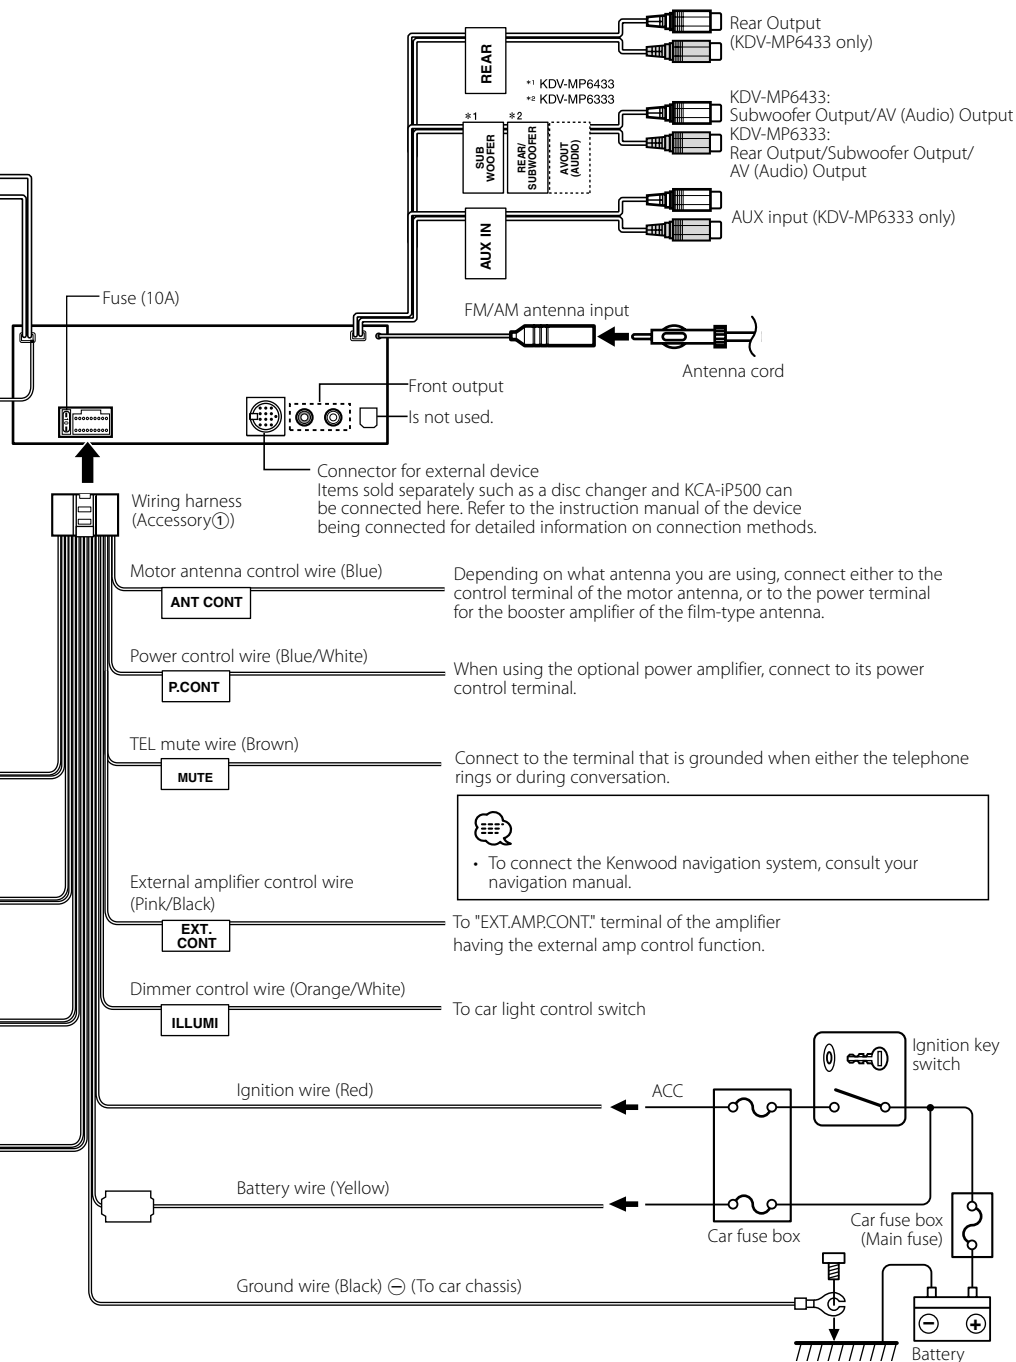 Rear Output
(KDV-MP6433 only)
REAR
*1 KDV-MP6433
*2 KDV-MP6333
*1
*2
SUB
WOOFER
REAR/
SUBWOOFER
AVOUT
(AUDIO)
KDV-MP6433:
Subwoofer Output/AV (Audio) Output
KDV-MP6333:
Rear Output/Subwoofer Output/
AV (Audio) Output
AUX IN
AUX input (KDV-MP6333 only)
Fuse (10A)
FM/AM antenna input
Antenna cord
Front output
Is not used.
Connector for external device
Items sold separately such as a disc changer and KCA-iP500 can
be connected here. Refer to the instruction manual of the device
being connected for detailed information on connection methods.
Wiring harness
(Accessory①)
Motor antenna control wire (Blue)
ANT CONT
Depending on what antenna you are using, connect either to the
control terminal of the motor antenna, or to the power terminal
for the booster amplifier of the film-type antenna.
Power control wire (Blue/White)
P.CONT
When using the optional power amplifier, connect to its power
control terminal.
TEL mute wire (Brown)
MUTE
Connect to the terminal that is grounded when either the telephone
rings or during conversation.
• To connect the Kenwood navigation system, consult your
navigation manual.
External amplifier control wire
(Pink/Black)
EXT.
CONT
To "EXT.AMP.CONT." terminal of the amplifier
having the external amp control function.
Dimmer control wire (Orange/White)
ILLUMI
To car light control switch
Ignition key
switch
Ignition wire (Red)
ACC
Battery wire (Yellow)
Car fuse box
Car fuse box
(Main fuse)
Ground wire (Black) ⊖ (To car chassis)
⊖ ⊕
Battery